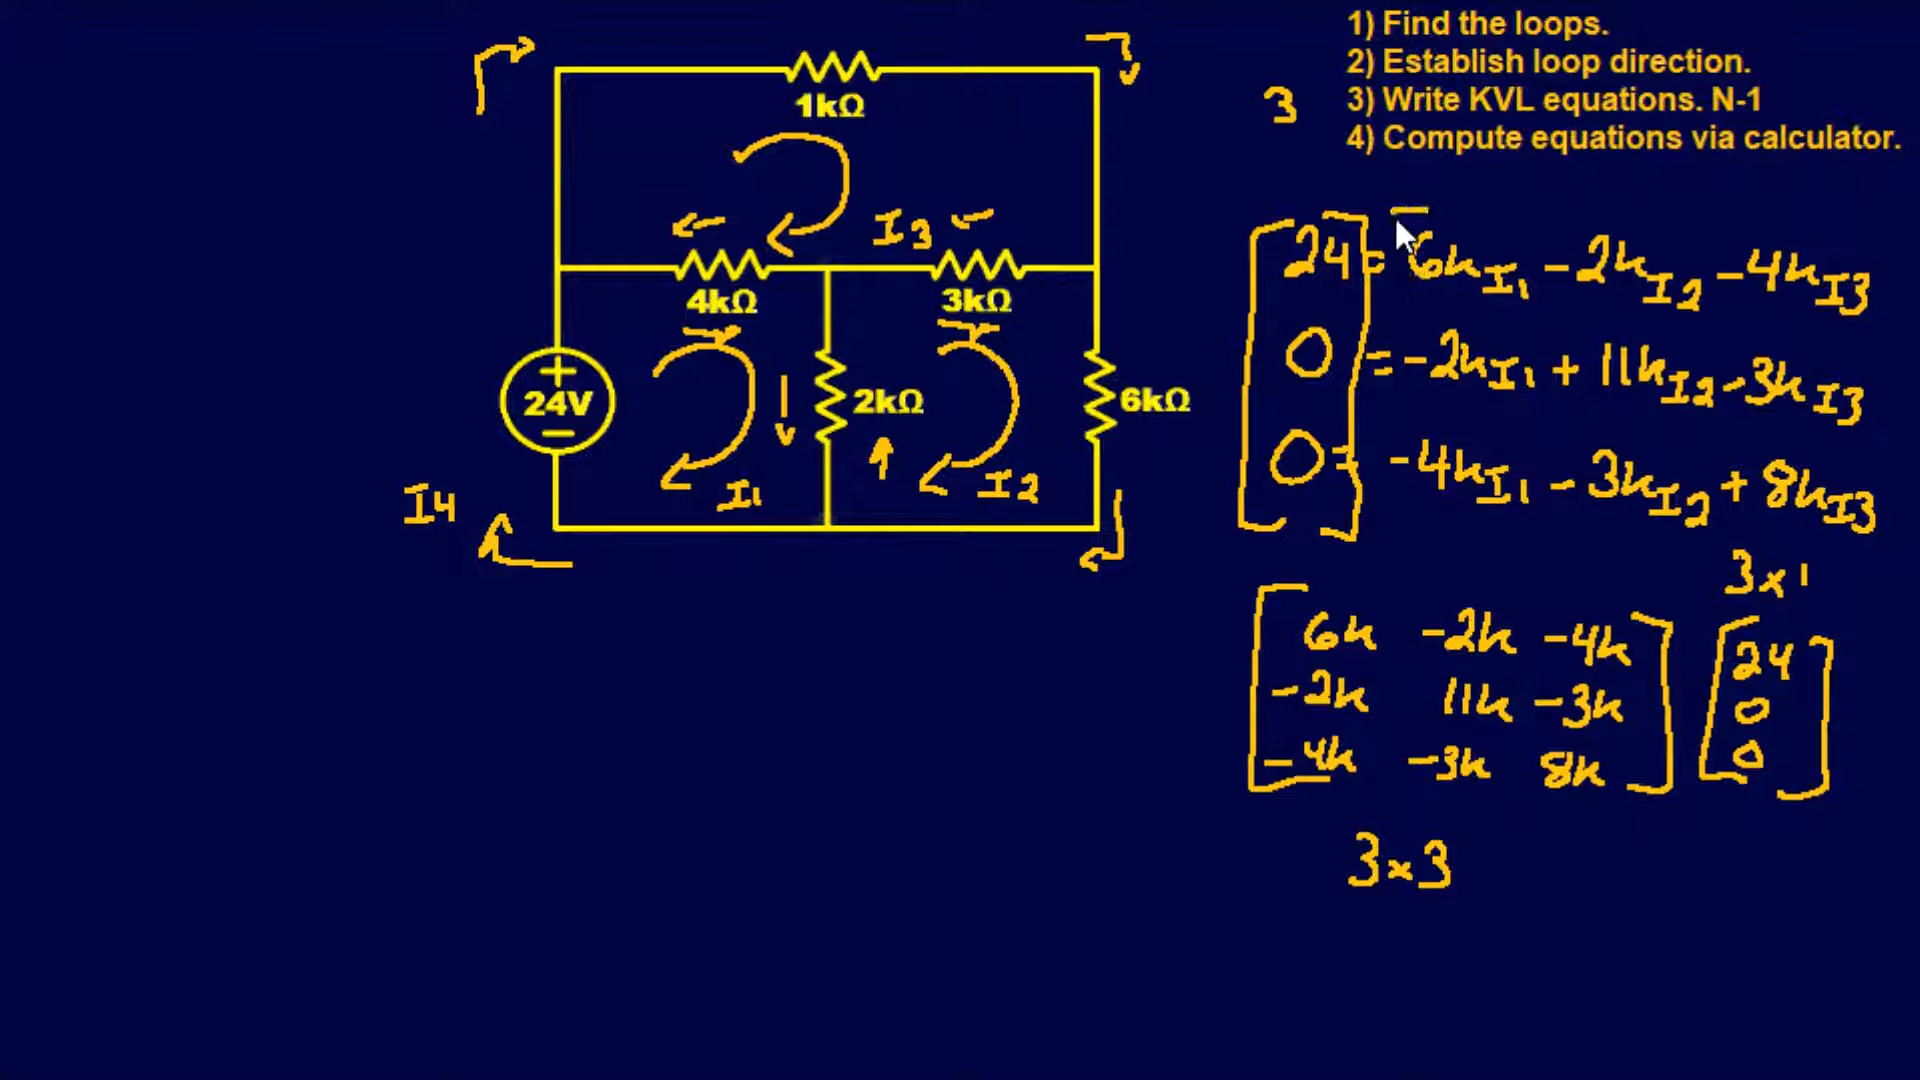 1) Find the loops.
2) Establish loop direction.
3) Write KVL equations. N-1
4) Compute equations via calculator.
3
1kΩ
I3
4kΩ
3kΩ
24V
2kΩ
6kΩ
I4
I1
I2
24 = 6kI1 - 2kI2 - 4kI3
0 = -2kI1 + 11kI2 - 3kI3
0 = -4kI1 - 3kI2 + 8kI3
3x1
6k -2k -4k 24
-2k 11k -3k 0
-4k -3k 8k 0
3x3